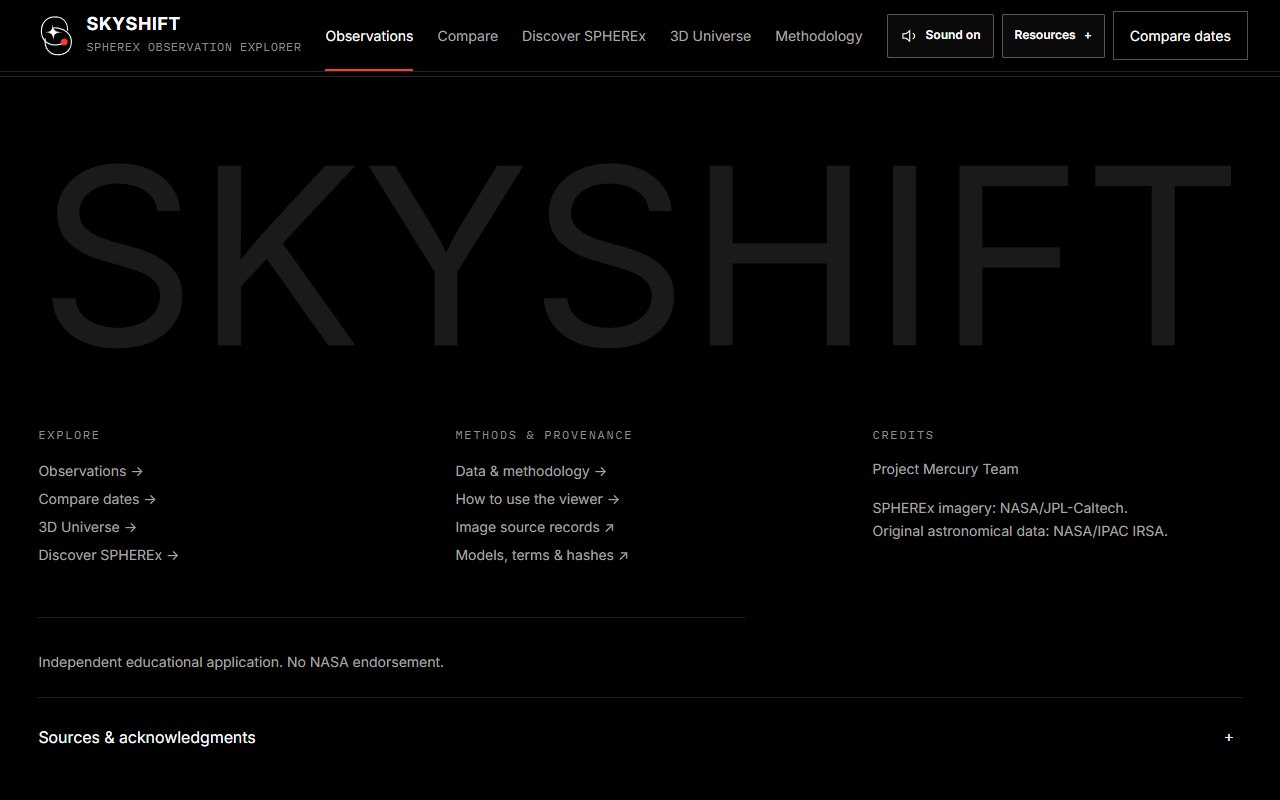 SKYSHIFT
SPHEREX OBSERVATION EXPLORER
Observations
Compare
Discover SPHEREx
3D Universe
Methodology
Sound on
Resources +
Compare dates
SKYSHIFT
EXPLORE
Observations →
Compare dates →
3D Universe →
Discover SPHEREx →
METHODS & PROVENANCE
Data & methodology →
How to use the viewer →
Image source records ↗
Models, terms & hashes ↗
CREDITS
Project Mercury Team
SPHEREx imagery: NASA/JPL-Caltech.
Original astronomical data: NASA/IPAC IRSA.
Independent educational application. No NASA endorsement.
Sources & acknowledgments +